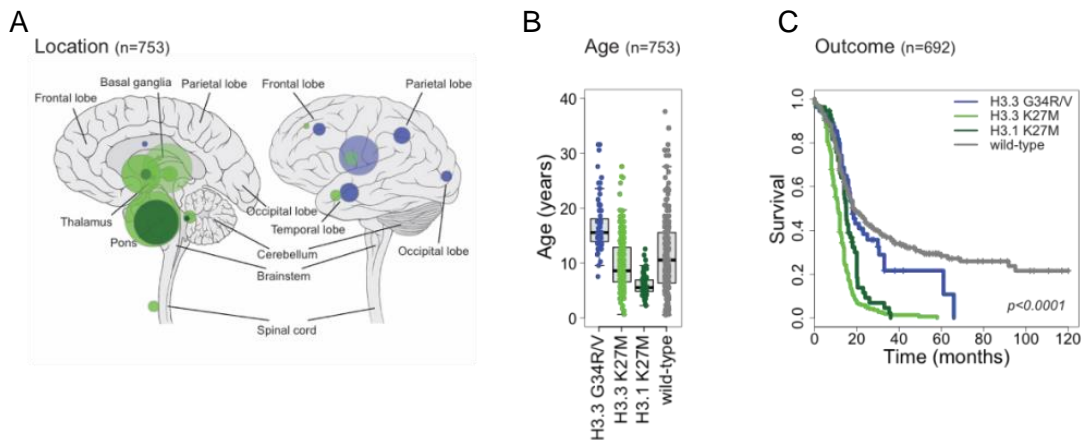 A
Location (n=753)
Basal ganglia
Parietal lobe
Frontal lobe
Frontal lobe
Parietal lobe
Thalamus
Pons
Occipital lobe
Temporal lobe
Cerebellum
Brainstem
Occipital lobe
Spinal cord
B
Age (n=753)
Age (years)
40
30
20
10
0
H3.3 G34R/V
H3.3 K27M
H3.1 K27M
wild-type
C
Outcome (n=692)
Survival
1.0
0.8
0.6
0.4
0.2
0.0
H3.3 G34R/V
H3.3 K27M
H3.1 K27M
wild-type
p<0.0001
0 20 40 60 80 100 120
Time (months)